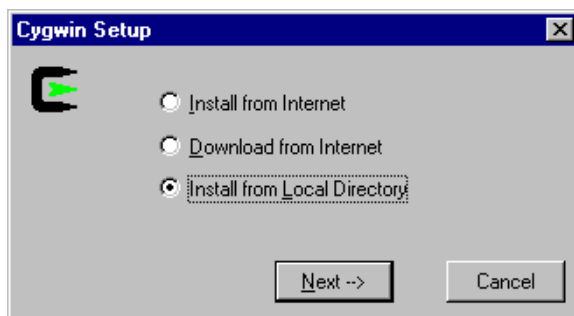 Cygwin Setup
Install from Internet
Download from Internet
Install from Local Directory
Next -->
Cancel